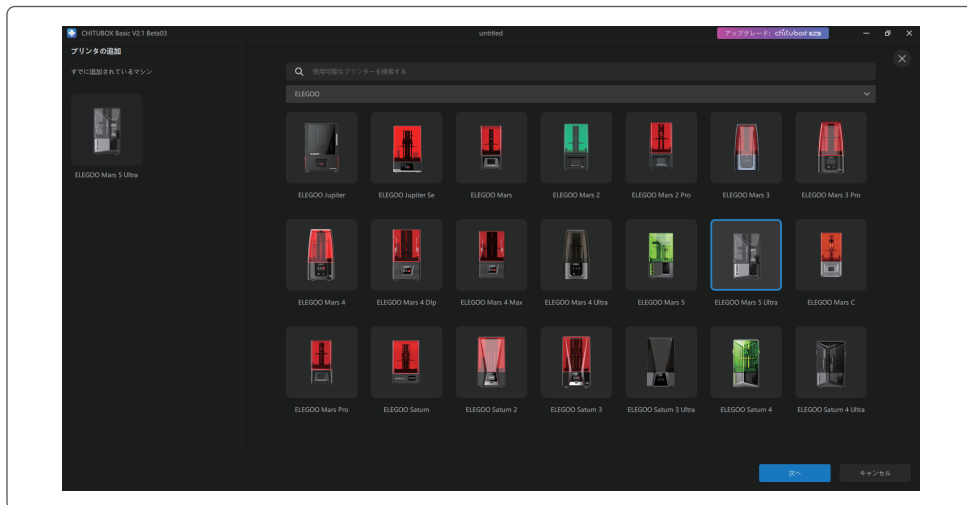 CHITUBOX Basic V2.1 Beta03
untitled
アップグレード: chitubox PRO
プリンタの追加
すでに追加されているマシン
ELEGOO Mars 5 Ultra
使用可能なプリンターを検索する
ELEGOO
ELEGOO Jupiter
ELEGOO Jupiter Se
ELEGOO Mars
ELEGOO Mars 2
ELEGOO Mars 2 Pro
ELEGOO Mars 3
ELEGOO Mars 3 Pro
ELEGOO Mars 4
ELEGOO Mars 4 Dlp
ELEGOO Mars 4 Max
ELEGOO Mars 4 Ultra
ELEGOO Mars 5
ELEGOO Mars 5 Ultra
ELEGOO Mars C
ELEGOO Mars Pro
ELEGOO Saturn
ELEGOO Saturn 2
ELEGOO Saturn 3
ELEGOO Saturn 3 Ultra
ELEGOO Saturn 4
ELEGOO Saturn 4 Ultra
次へ
キャンセル